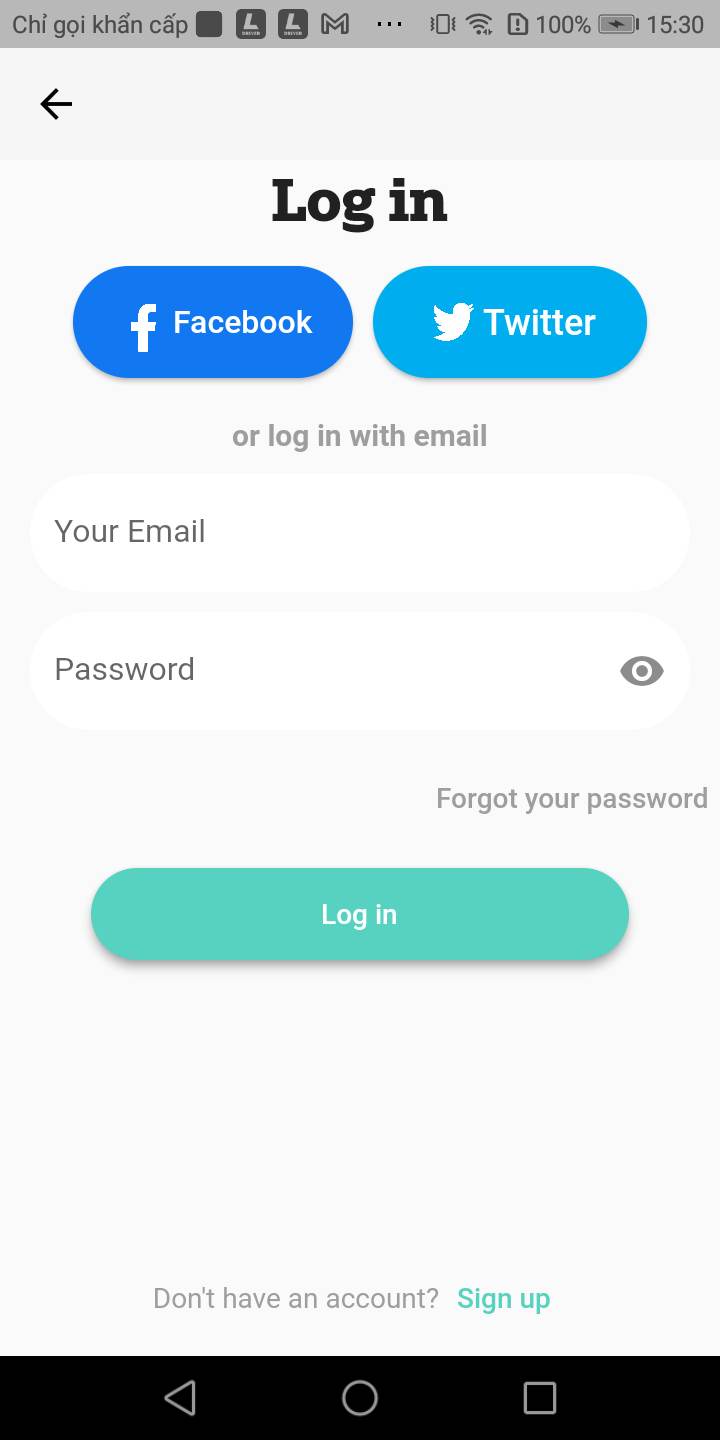 Chỉ gọi khẩn cấp 100% 15:30
Log in
Facebook Twitter
or log in with email
Your Email
Password
Forgot your password
Log in
Don't have an account? Sign up